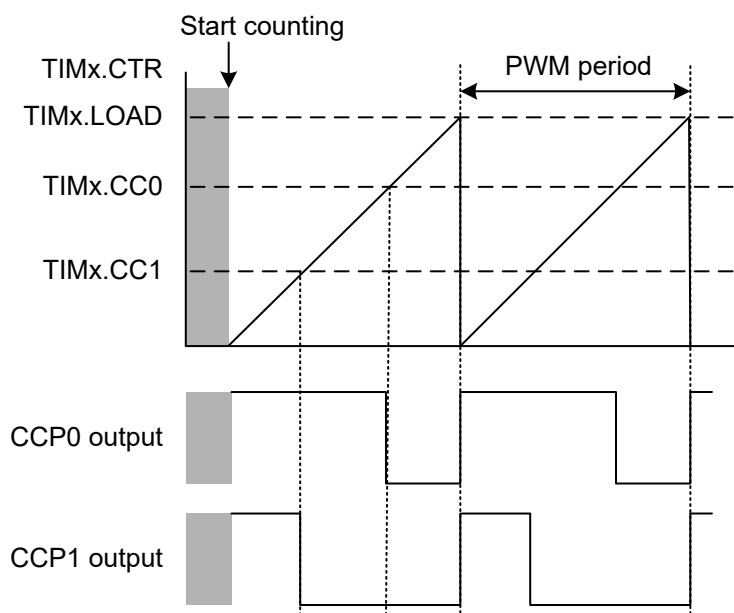 Start counting
TIMx.CTR
PWM period
TIMx.LOAD
TIMx.CC0
TIMx.CC1
CCP0 output
CCP1 output